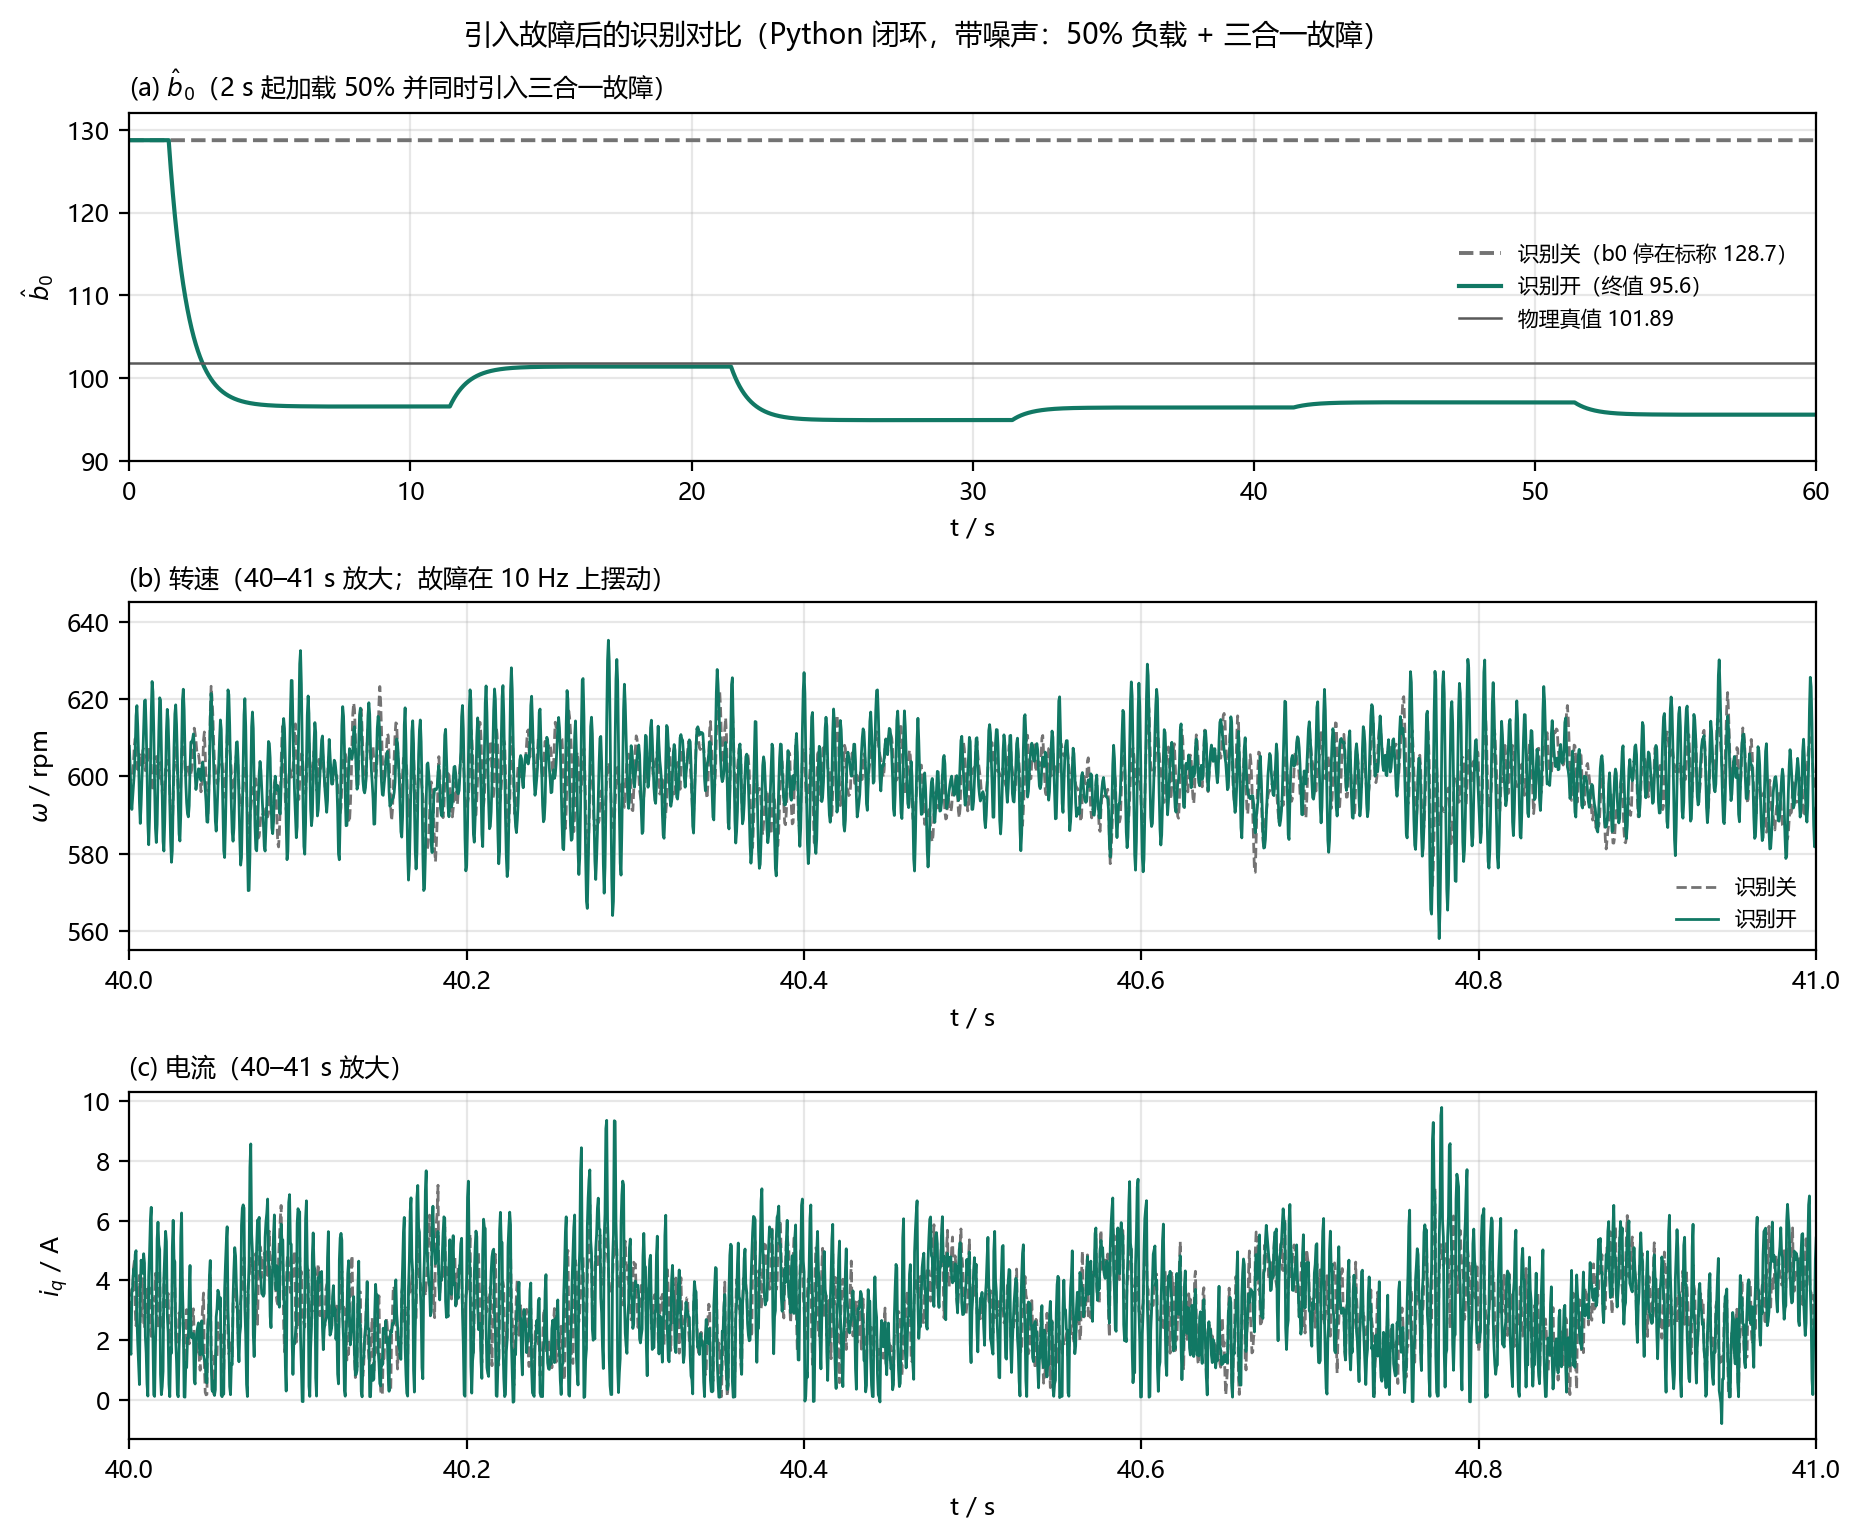 引入故障后的识别对比（Python 闭环，带噪声：50% 负载 + 三合一故障）
(a) b̂₀（2 s 起加载 50% 并同时引入三合一故障）
130
120
110
100
90
b̂₀
识别关（b0 停在标称 128.7）
识别开（终值 95.6）
物理真值 101.89
0 10 20 30 40 50 60
t / s
(b) 转速（40–41 s 放大；故障在 10 Hz 上摆动）
640
620
600
580
560
ω / rpm
识别关
识别开
40.0 40.2 40.4 40.6 40.8 41.0
t / s
(c) 电流（40–41 s 放大）
10
8
6
4
2
0
i_q / A
40.0 40.2 40.4 40.6 40.8 41.0
t / s